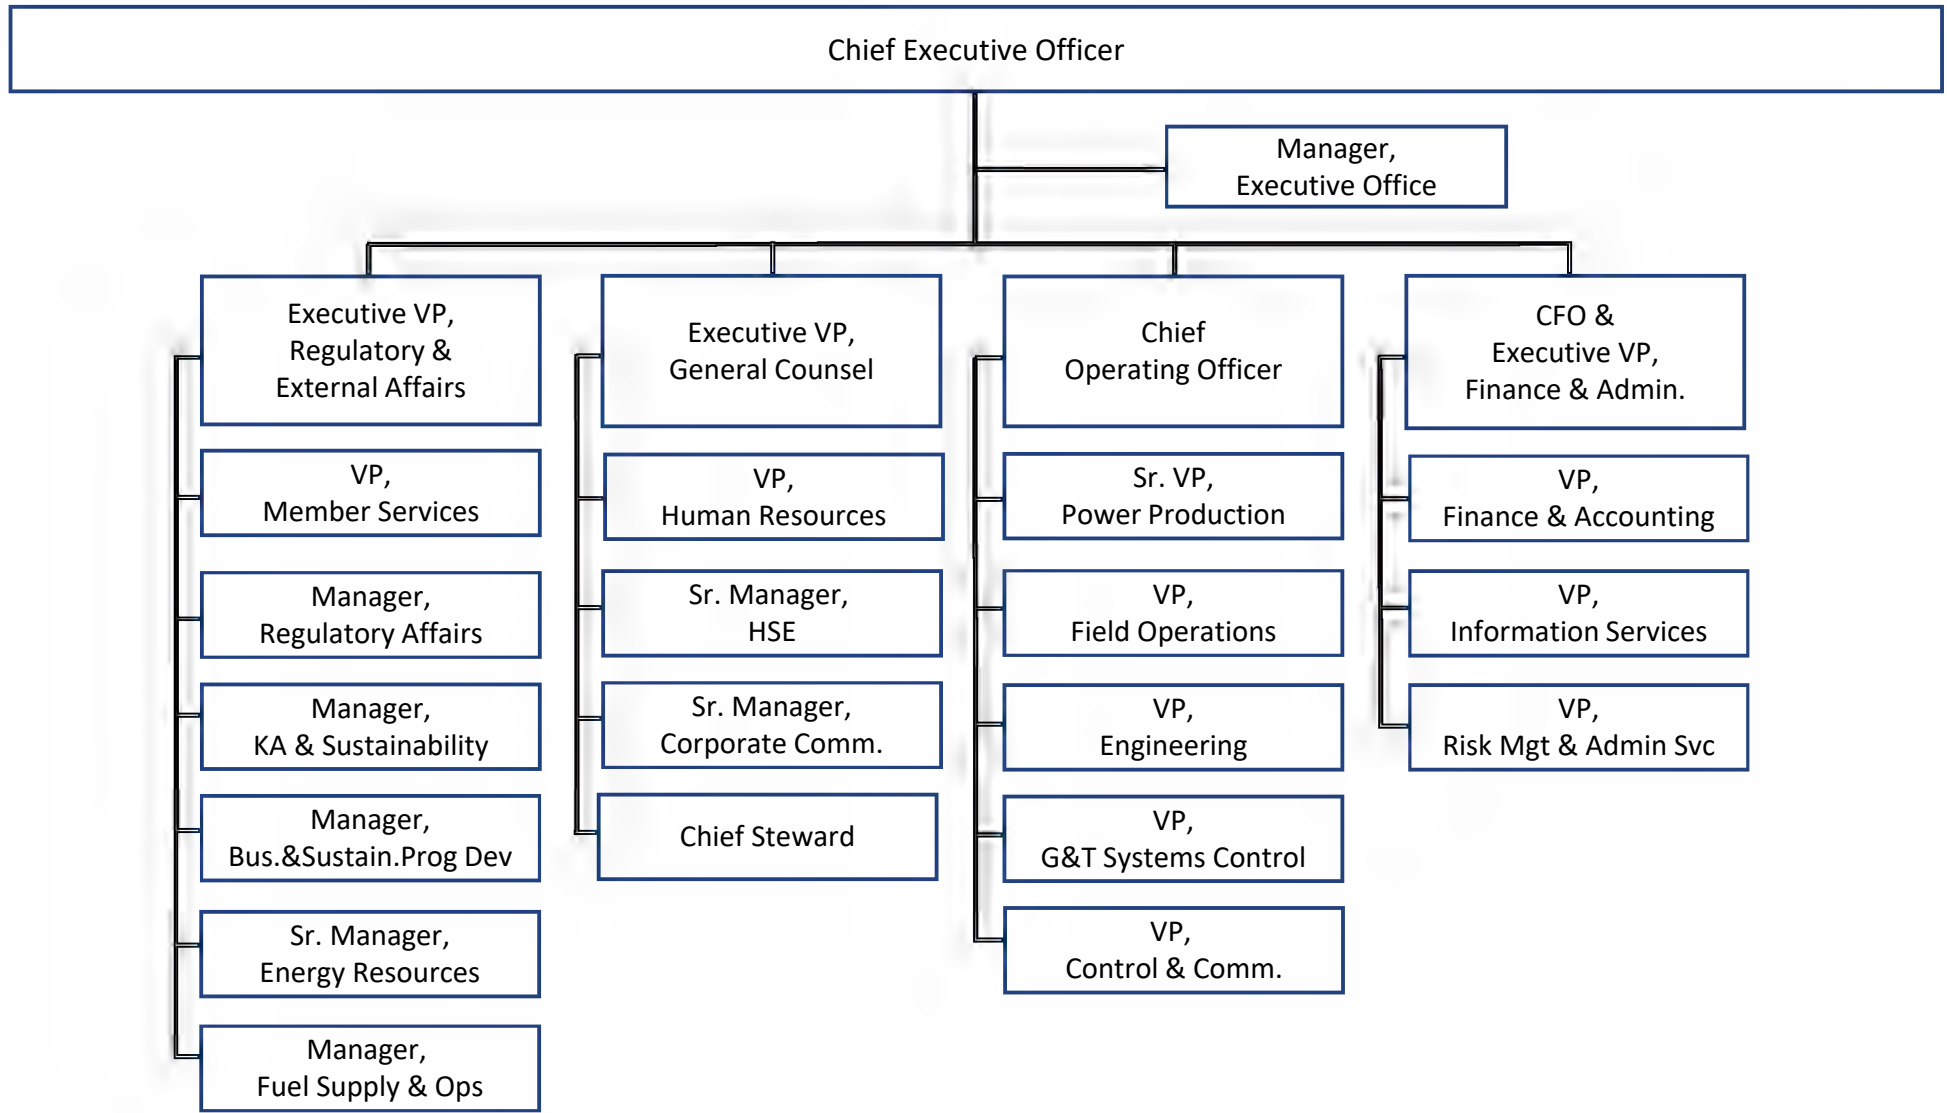 Chief Executive Officer
Manager,
Executive Office
Executive VP,
Regulatory &
External Affairs
VP,
Member Services
Manager,
Regulatory Affairs
Manager,
KA & Sustainability
Manager,
Bus.&Sustain.Prog Dev
Sr. Manager,
Energy Resources
Manager,
Fuel Supply & Ops
Executive VP,
General Counsel
VP,
Human Resources
Sr. Manager,
HSE
Sr. Manager,
Corporate Comm.
Chief Steward
Chief
Operating Officer
Sr. VP,
Power Production
VP,
Field Operations
VP,
Engineering
VP,
G&T Systems Control
VP,
Control & Comm.
CFO &
Executive VP,
Finance & Admin.
VP,
Finance & Accounting
VP,
Information Services
VP,
Risk Mgt & Admin Svc